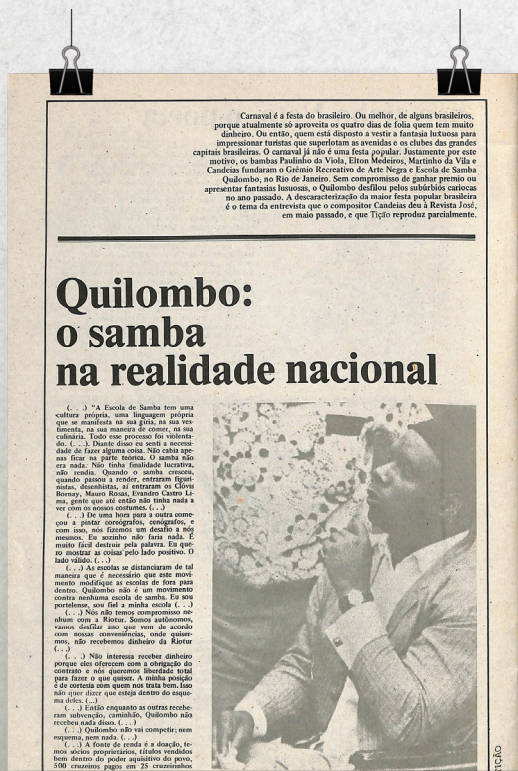 Carnaval é a festa do brasileiro. Ou melhor, de alguns brasileiros,
porque atualmente só aproveita os quatro dias de folia quem tem muito
dinheiro. Ou então, quem está disposto a vestir a fantasia luxuosa para
impressionar turistas que superlotam as avenidas e os clubes das grandes
capitais brasileiras. O carnaval já não é uma festa popular. Justamente por este
motivo, os bambas Paulinho da Viola, Elton Medeiros, Martinho da Vila e
Candeias fundaram o Grêmio Recreativo de Arte Negra e Escola de Samba
Quilombo, no Rio de Janeiro. Sem compromisso de ganhar premio ou
apresentar fantasias lusuosas, o Quilombo desfilou pelos subúrbios cariocas
no ano passado. A descaracterização da maior festa popular brasileira
é o tema da entrevista que o compositor Candeias deu à Revista José,
em maio passado, e que Tição reproduz parcialmente.
Quilombo:
o samba
na realidade nacional
(. . .) "A Escola de Samba tem uma
cultura própria, uma linguagem própria
que se manifesta na sua gíria, na sua ves-
timenta, na sua maneira de comer, na sua
culinária. Todo esse processo foi violenta-
do. (. . .). Diante disso eu senti a necessi-
dade de fazer alguma coisa. Não cabia ape-
nas ficar na parte teórica. O samba não
era nada. Não tinha finalidade lucrativa,
não rendia. Quando o samba cresceu,
quando passou a render, entraram figuri-
nistas, desenhistas, aí entraram os Clóvis
Bornay, Mauro Rosas, Evandro Castro Li-
ma, gente que até então não tinha nada a
ver com os nossos costumes. (. . .)
(. . .) De uma hora para a outra come-
çou a pintar coreógrafos, cenógrafos, e
com isso, nós fizemos um desafio a nós
mesmos. Eu sozinho não faria nada. É
muito fácil destruir pela palavra. Eu que-
ro mostrar as coisas pelo lado positivo. O
lado válido. (. . .)
(. . .) As escolas se distanciaram de tal
maneira que é necessário que este movi-
mento modifique as escolas de fora para
dentro. Quilombo não é um movimento
contra nenhuma escola de samba. Eu sou
portelense, sou fiel a minha escola (. . .)
(. . .) Nós não temos compromisso ne-
nhum com a Riotur. Somos autônomos,
vamos desfilar ano que vem de acordo
com nossas conveniências, onde quiser-
mos, não recebemos dinheiro da Riotur
(. . .)
(. . .) Não interessa receber dinheiro
porque eles oferecem com a obrigação do
contrato e nós queremos liberdade total
para fazer o que quiser. A minha posição
é de cortesia com quem nos trata bem. Isso
não quer dizer que esteja dentro do esque-
ma deles. (...)
(. . .) Então enquanto as outras recebe-
ram subvenção, caminhão, Quilombo não
recebeu nada disso. (. . .)
(. . .) Quilombo não vai competir; nem
esquema, nem nada. (. . .)
(. . .) A fonte de renda é a doação, te-
mos sócios proprietários, títulos vendidos
bem dentro do poder aquisitivo do povo,
500 cruzeiros pagos em 25 cruzeirinhos
TIÇÃO